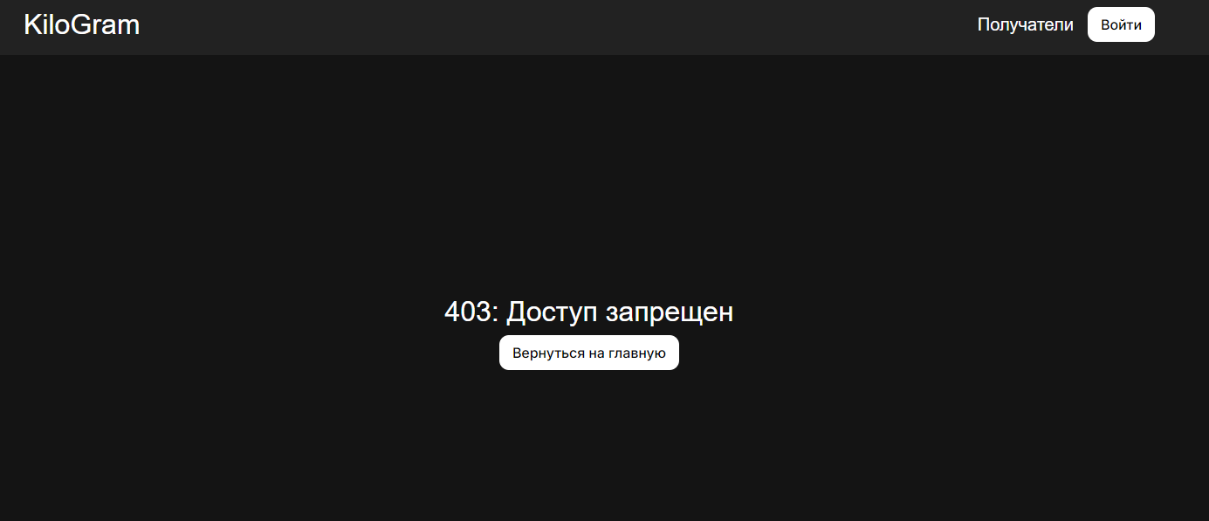 KiloGram
Получатели
Войти
403: Доступ запрещен
Вернуться на главную